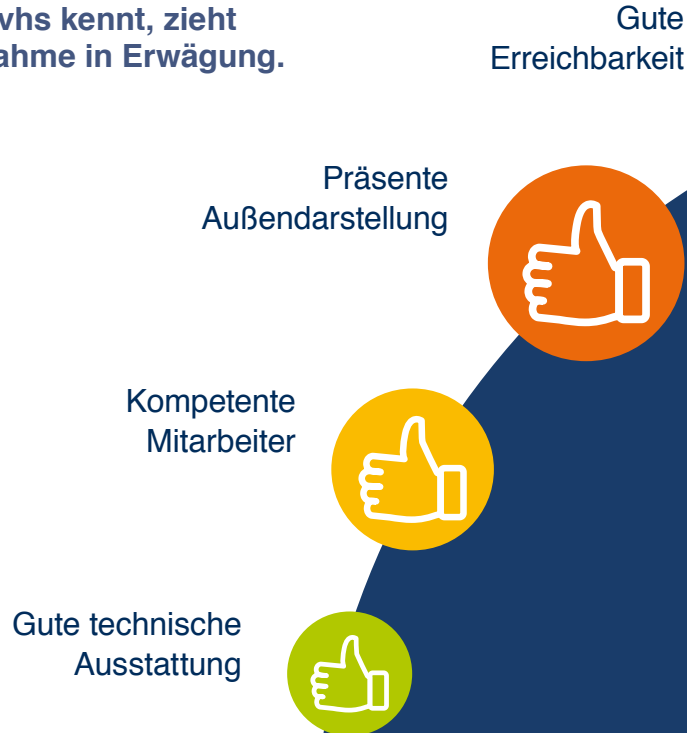 vhs kennt, zieht
ahme in Erwägung.
Gute
Erreichbarkeit
Präsente
Außendarstellung
Kompetente
Mitarbeiter
Gute technische
Ausstattung